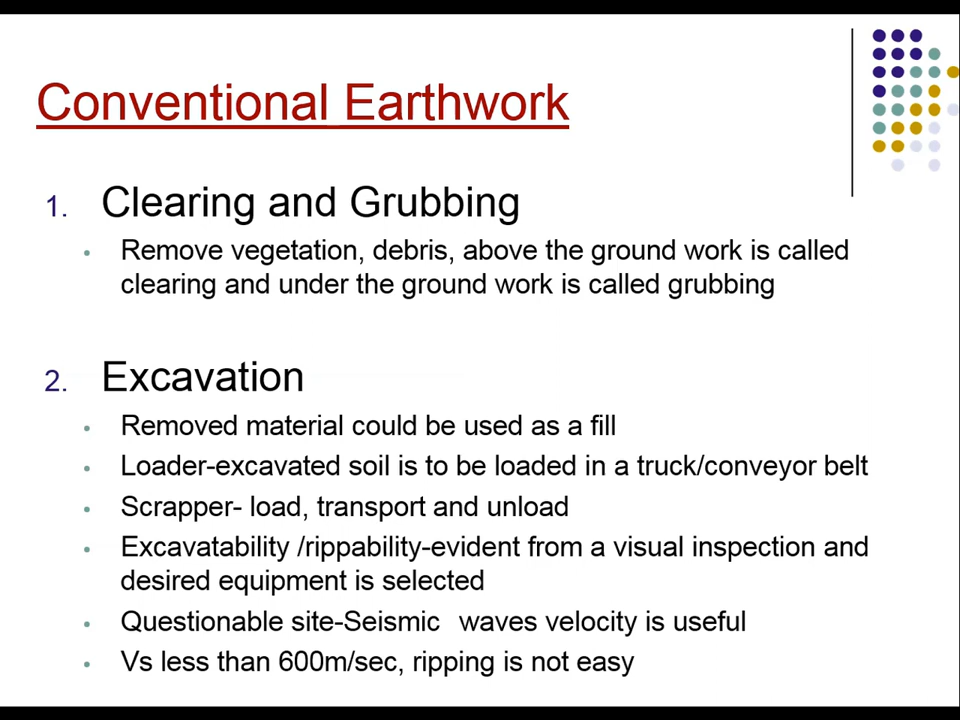 Conventional Earthwork
1. Clearing and Grubbing
• Remove vegetation, debris, above the ground work is called
clearing and under the ground work is called grubbing
2. Excavation
• Removed material could be used as a fill
• Loader-excavated soil is to be loaded in a truck/conveyor belt
• Scrapper- load, transport and unload
• Excavatability /rippability-evident from a visual inspection and
desired equipment is selected
• Questionable site-Seismic waves velocity is useful
• Vs less than 600m/sec, ripping is not easy